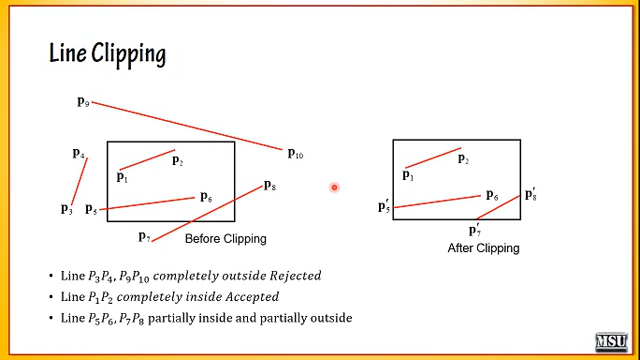 Line Clipping
p₉
p₄
p₁₀
p₂
p₁
p₈
p₆
p₃ p₅
p₇
Before Clipping
p₂
p₁
p₆
p′₈
p′₅
p′₇
After Clipping
• Line P₃P₄, P₉P₁₀ completely outside Rejected
• Line P₁P₂ completely inside Accepted
• Line P₅P₆, P₇P₈ partially inside and partially outside
MSU